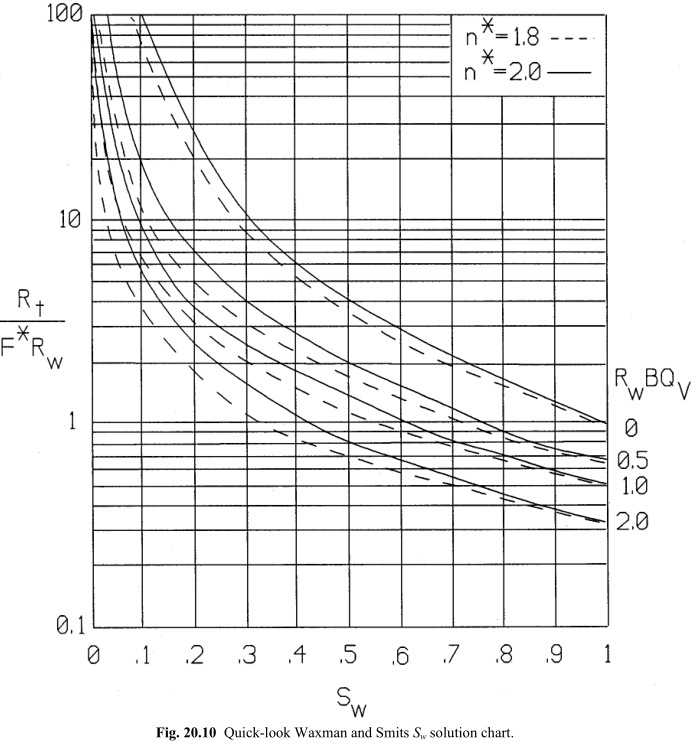 100
n*=1.8
n*=2.0
10
Rt
F*Rw
RwBQV
1
0
0.5
1.0
2.0
0.1
0 .1 .2 .3 .4 .5 .6 .7 .8 .9 1
Sw
Fig. 20.10 Quick-look Waxman and Smits Sw solution chart.